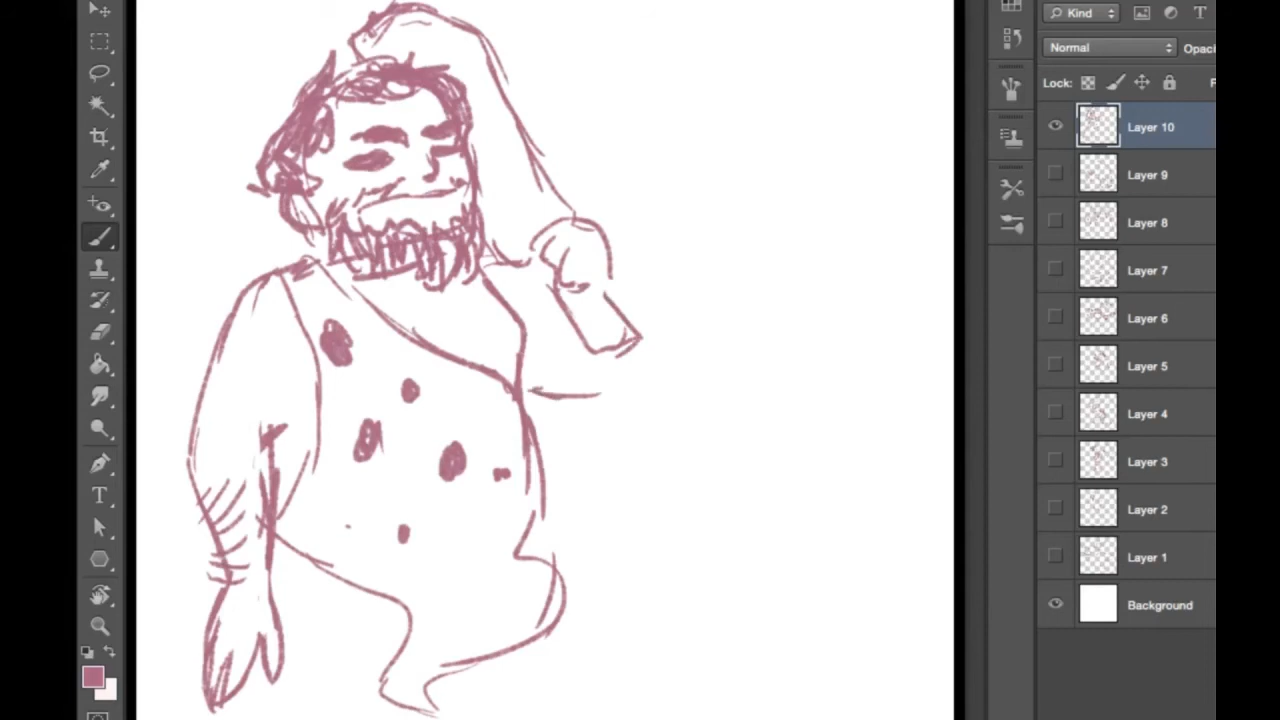 Kind
T
Normal
Opaci
Lock:
F
Layer 10
Layer 9
Layer 8
Layer 7
Layer 6
Layer 5
Layer 4
Layer 3
Layer 2
T
Layer 1
Background